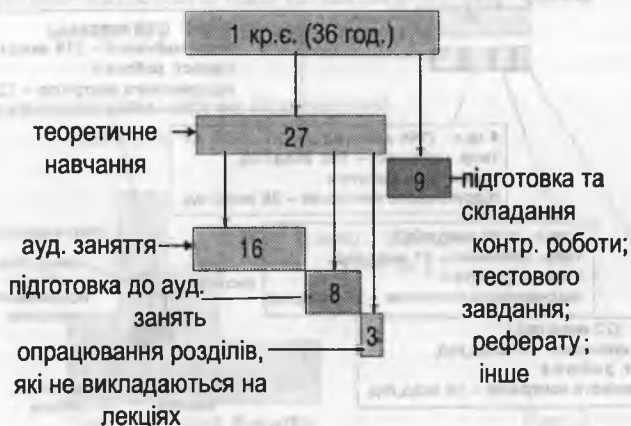 1 кр.є. (36 год.)
теоретичне
навчання
27
9
підготовка та
складання
контр. роботи;
тестового
завдання;
реферату;
інше
ауд. заняття
16
підготовка до ауд.
занять
8
опрацювання розділів,
які не викладаються на
лекціях
3